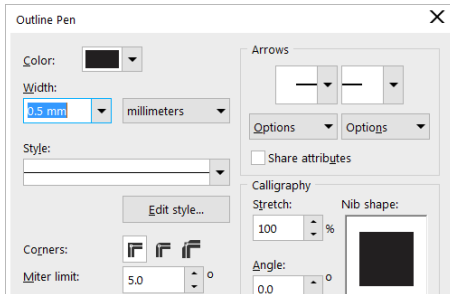 Outline Pen
Color:
Width:
0.5 mm
millimeters
Style:
Edit style...
Corners:
Miter limit:
5.0
°
Arrows
Options
Options
Share attributes
Calligraphy
Stretch:
100
%
Nib shape:
Angle:
0.0
°